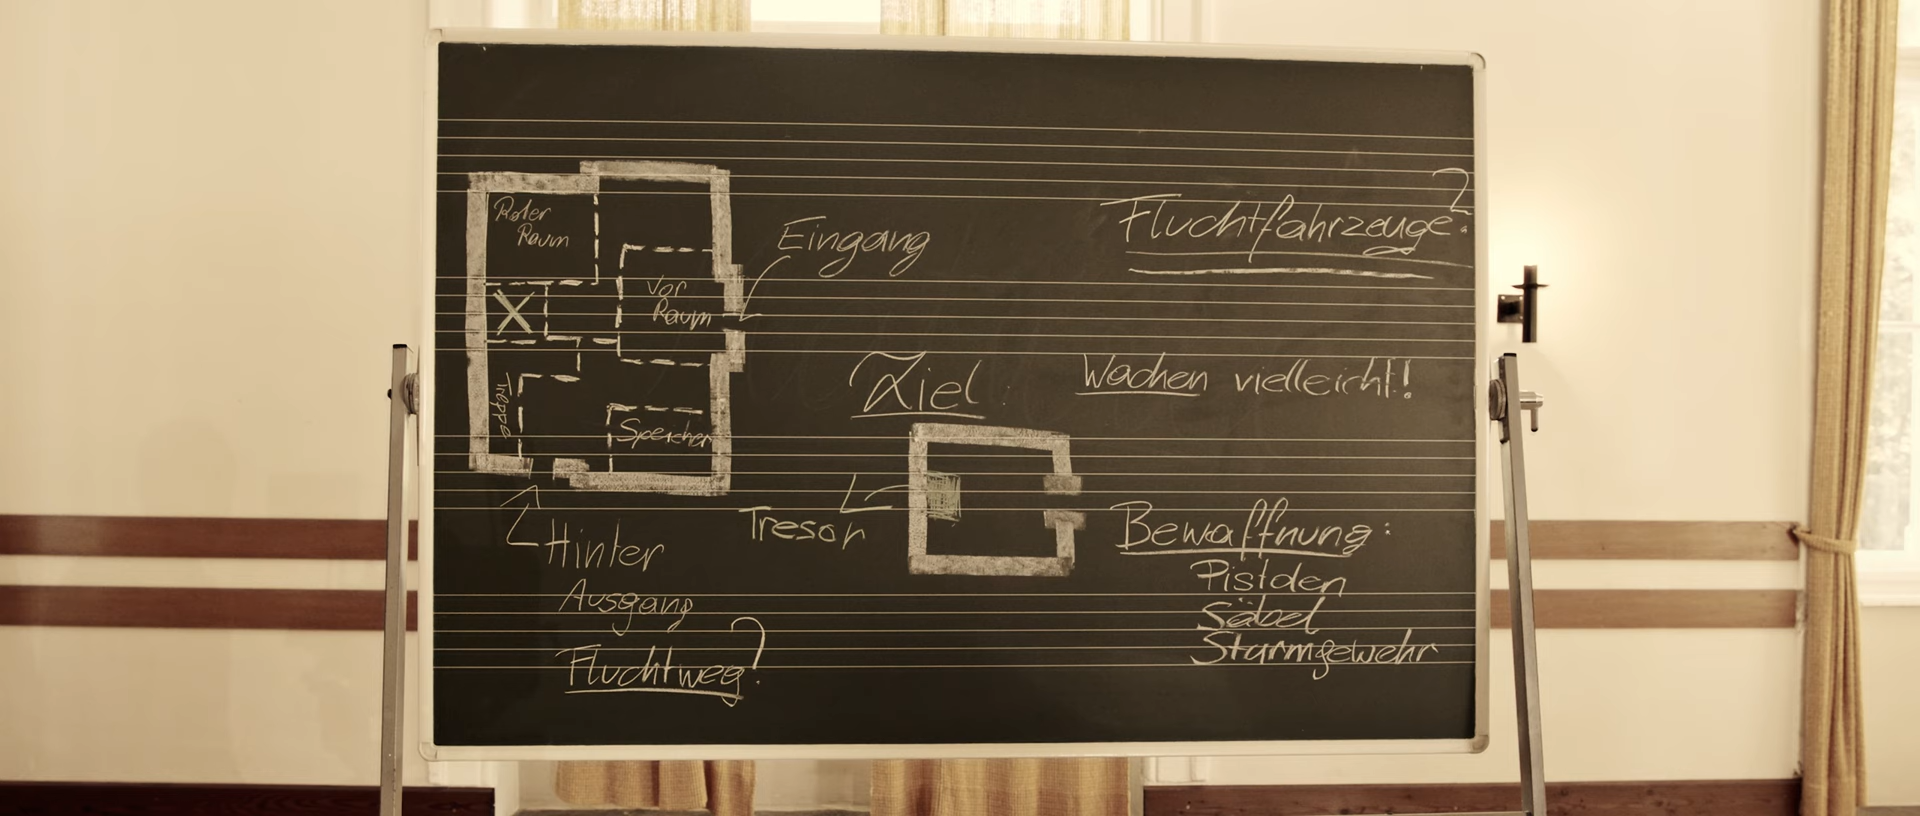 Roter
Raum
X
Vor
Raum
Treppe
Speicher
Eingang
Hinter
Ausgang
Fluchtweg?
Ziel:
Tresor
Fluchtfahrzeuge?
Wachen vielleicht!
Bewaffnung:
Pistolen
Säbel
Sturmgewehr